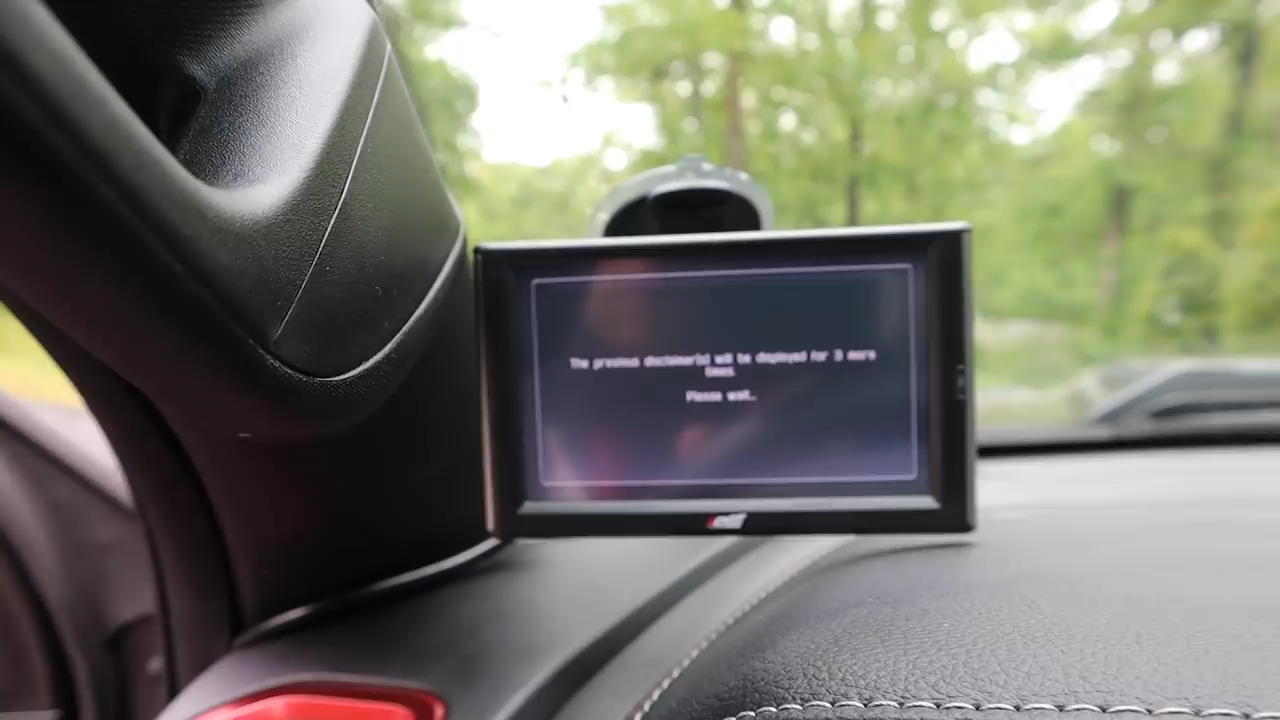 The previous disclaimer(s) will be displayed for 3 more
times.
Please wait...